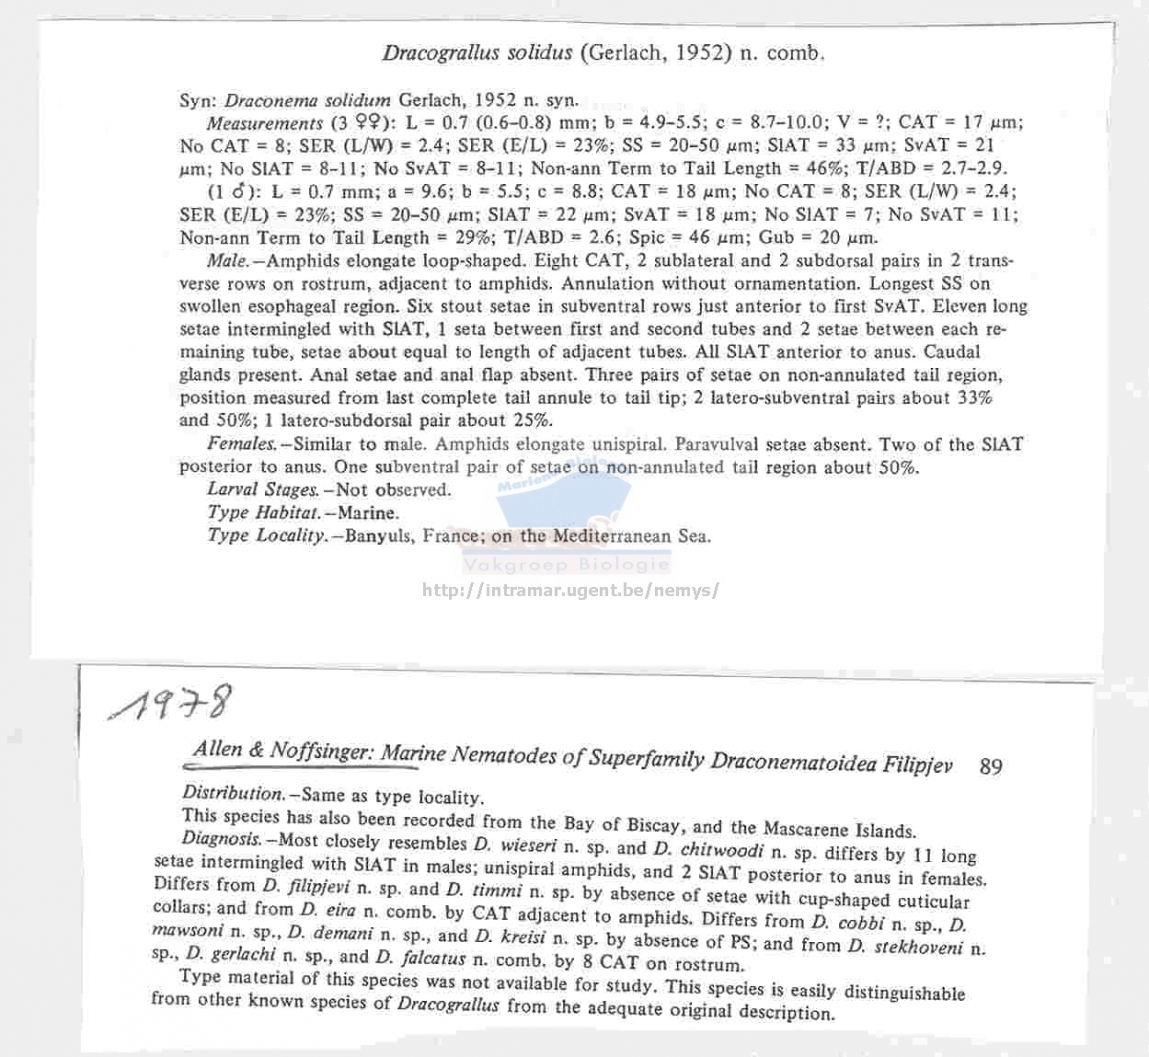 Dracograllus solidus (Gerlach, 1952) n. comb.
Syn: Draconema solidum Gerlach, 1952 n. syn.
Measurements (3 ♀♀): L = 0.7 (0.6–0.8) mm; b = 4.9–5.5; c = 8.7–10.0; V = ?; CAT = 17 μm;
No CAT = 8; SER (L/W) = 2.4; SER (E/L) = 23%; SS = 20–50 μm; SlAT = 33 μm; SvAT = 21
μm; No SlAT = 8–11; No SvAT = 8–11; Non-ann Term to Tail Length = 46%; T/ABD = 2.7–2.9.
(1 ♂): L = 0.7 mm; a = 9.6; b = 5.5; c = 8.8; CAT = 18 μm; No CAT = 8; SER (L/W) = 2.4;
SER (E/L) = 23%; SS = 20–50 μm; SlAT = 22 μm; SvAT = 18 μm; No SlAT = 7; No SvAT = 11;
Non-ann Term to Tail Length = 29%; T/ABD = 2.6; Spic = 46 μm; Gub = 20 μm.
Male.—Amphids elongate loop-shaped. Eight CAT, 2 sublateral and 2 subdorsal pairs in 2 trans-
verse rows on rostrum, adjacent to amphids. Annulation without ornamentation. Longest SS on
swollen esophageal region. Six stout setae in subventral rows just anterior to first SvAT. Eleven long
setae intermingled with SlAT, 1 seta between first and second tubes and 2 setae between each re-
maining tube, setae about equal to length of adjacent tubes. All SlAT anterior to anus. Caudal
glands present. Anal setae and anal flap absent. Three pairs of setae on non-annulated tail region,
position measured from last complete tail annule to tail tip; 2 latero-subventral pairs about 33%
and 50%; 1 latero-subdorsal pair about 25%.
Females.—Similar to male. Amphids elongate unispiral. Paravulval setae absent. Two of the SlAT
posterior to anus. One subventral pair of setae on non-annulated tail region about 50%.
Larval Stages.—Not observed.
Type Habitat.—Marine.
Type Locality.—Banyuls, France; on the Mediterranean Sea.
Vakgroep Biologie
http://intramar.ugent.be/nemys/
1978
Allen & Noffsinger: Marine Nematodes of Superfamily Draconematoidea Filipjev 89
Distribution.—Same as type locality.
This species has also been recorded from the Bay of Biscay, and the Mascarene Islands.
Diagnosis.—Most closely resembles D. wieseri n. sp. and D. chitwoodi n. sp. differs by 11 long
setae intermingled with SlAT in males; unispiral amphids, and 2 SlAT posterior to anus in females.
Differs from D. filipjevi n. sp. and D. timmi n. sp. by absence of setae with cup-shaped cuticular
collars; and from D. eira n. comb. by CAT adjacent to amphids. Differs from D. cobbi n. sp., D.
mawsoni n. sp., D. demani n. sp., and D. kreisi n. sp. by absence of PS; and from D. stekhoveni n.
sp., D. gerlachi n. sp., and D. falcatus n. comb. by 8 CAT on rostrum.
Type material of this species was not available for study. This species is easily distinguishable
from other known species of Dracograllus from the adequate original description.